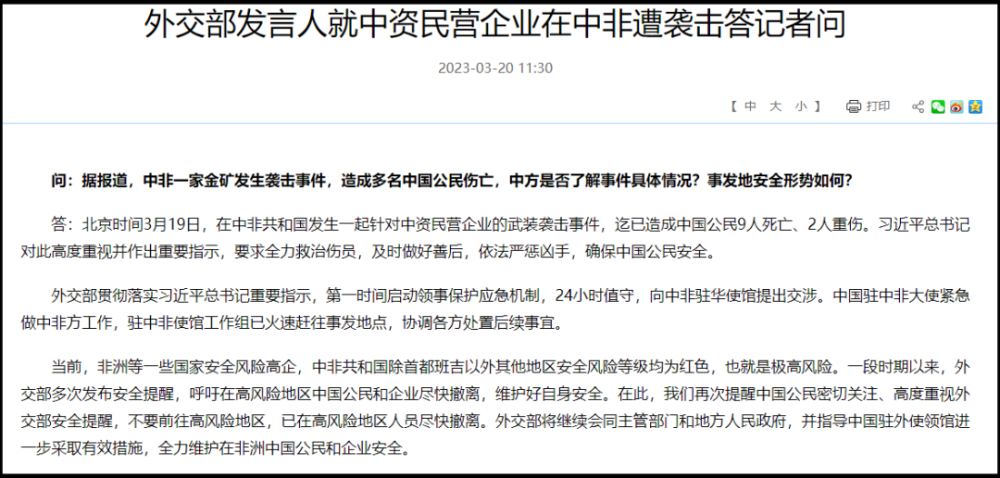 外交部发言人就中资民营企业在中非遭袭击答记者问
2023-03-20 11:30
【 中 大 小 】 打印
问：据报道，中非一家金矿发生袭击事件，造成多名中国公民伤亡，中方是否了解事件具体情况？事发地安全形势如何？
答：北京时间3月19日，在中非共和国发生一起针对中资民营企业的武装袭击事件，迄已造成中国公民9人死亡、2人重伤。习近平总书记
对此高度重视并作出重要指示，要求全力救治伤员，及时做好善后，依法严惩凶手，确保中国公民安全。
外交部贯彻落实习近平总书记重要指示，第一时间启动领事保护应急机制，24小时值守，向中非驻华使馆提出交涉。中国驻中非大使紧急
做中非方工作，驻中非使馆工作组已火速赶往事发地点，协调各方处置后续事宜。
当前，非洲等一些国家安全风险高企，中非共和国除首都班吉以外其他地区安全风险等级均为红色，也就是极高风险。一段时期以来，外
交部多次发布安全提醒，呼吁在高风险地区中国公民和企业尽快撤离，维护好自身安全。在此，我们再次提醒中国公民密切关注、高度重视外
交部安全提醒，不要前往高风险地区，已在高风险地区人员尽快撤离。外交部将继续会同主管部门和地方人民政府，并指导中国驻外使领馆进
一步采取有效措施，全力维护在非洲中国公民和企业安全。